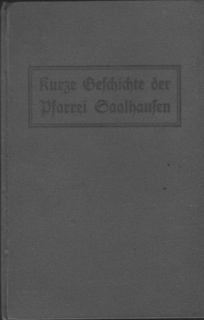 Kurze Geschichte der
Pfarrei Saalhausen